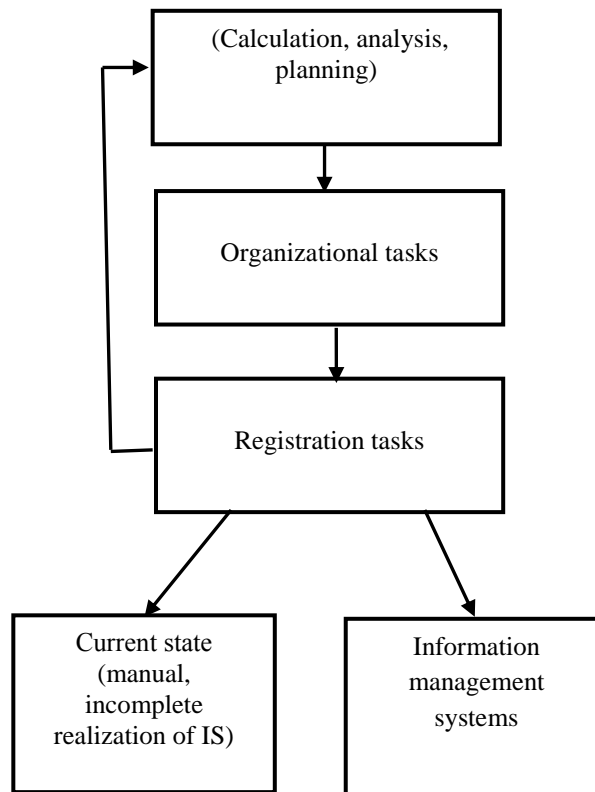 (Calculation, analysis,
planning)
Organizational tasks
Registration tasks
Current state
(manual,
incomplete
realization of IS)
Information
management
systems